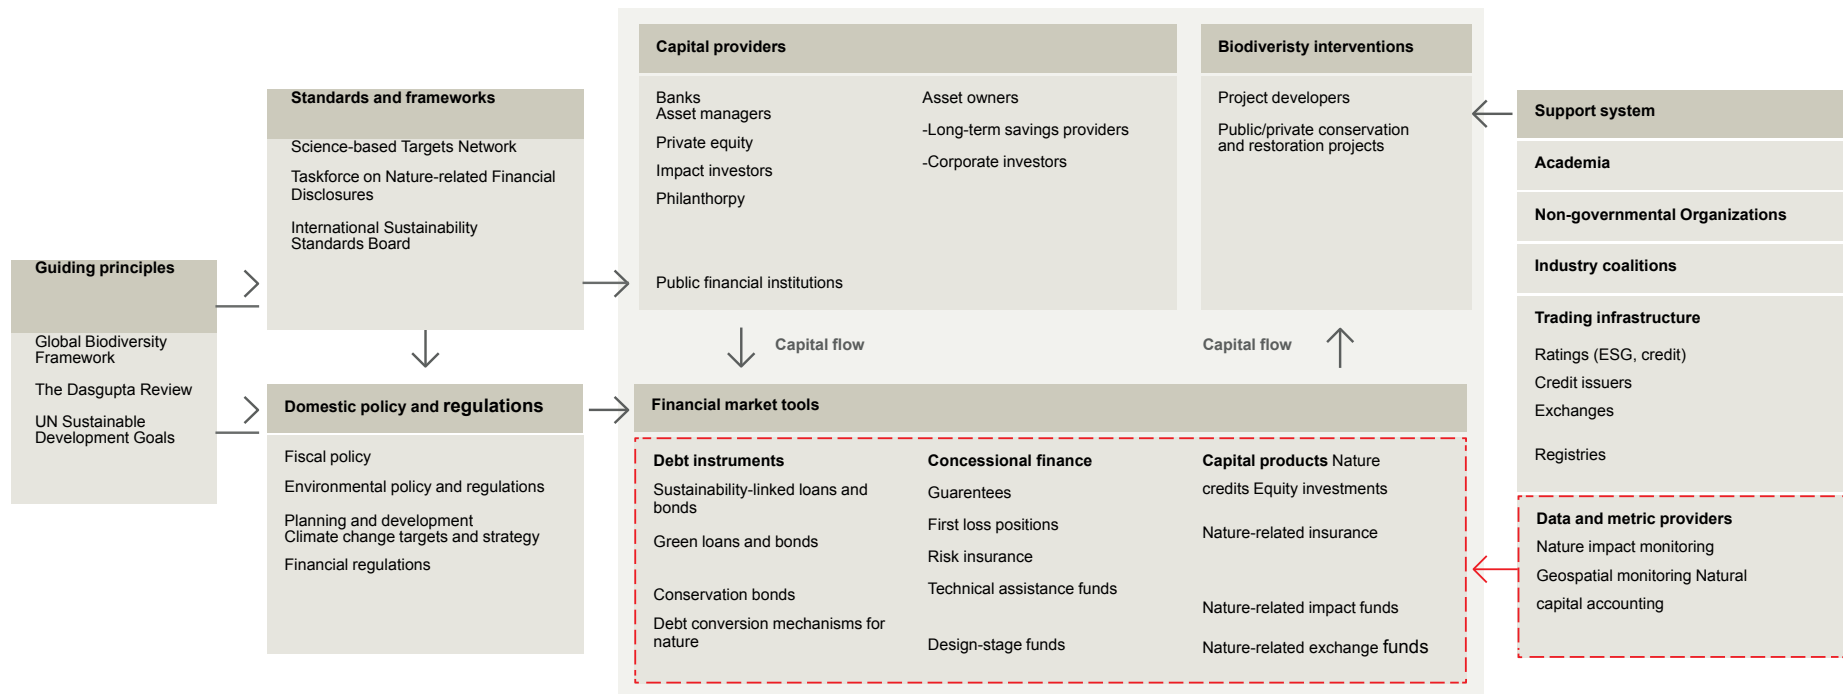 Guiding principles
Global Biodiversity
Framework
The Dasgupta Review
UN Sustainable
Development Goals
Standards and frameworks
Science-based Targets Network
Taskforce on Nature-related Financial
Disclosures
International Sustainability
Standards Board
Domestic policy and regulations
Fiscal policy
Environmental policy and regulations
Planning and development
Climate change targets and strategy
Financial regulations
Capital providers
Banks
Asset managers
Private equity
Impact investors
Philanthorpy
Public financial institutions
Asset owners
-Long-term savings providers
-Corporate investors
Biodiveristy interventions
Project developers
Public/private conservation
and restoration projects
Capital flow
Capital flow
Financial market tools
Debt instruments
Sustainability-linked loans and
bonds
Green loans and bonds
Conservation bonds
Debt conversion mechanisms for
nature
Concessional finance
Guarentees
First loss positions
Risk insurance
Technical assistance funds
Design-stage funds
Capital products Nature
credits Equity investments
Nature-related insurance
Nature-related impact funds
Nature-related exchange funds
Support system
Academia
Non-governmental Organizations
Industry coalitions
Trading infrastructure
Ratings (ESG, credit)
Credit issuers
Exchanges
Registries
Data and metric providers
Nature impact monitoring
Geospatial monitoring Natural
capital accounting